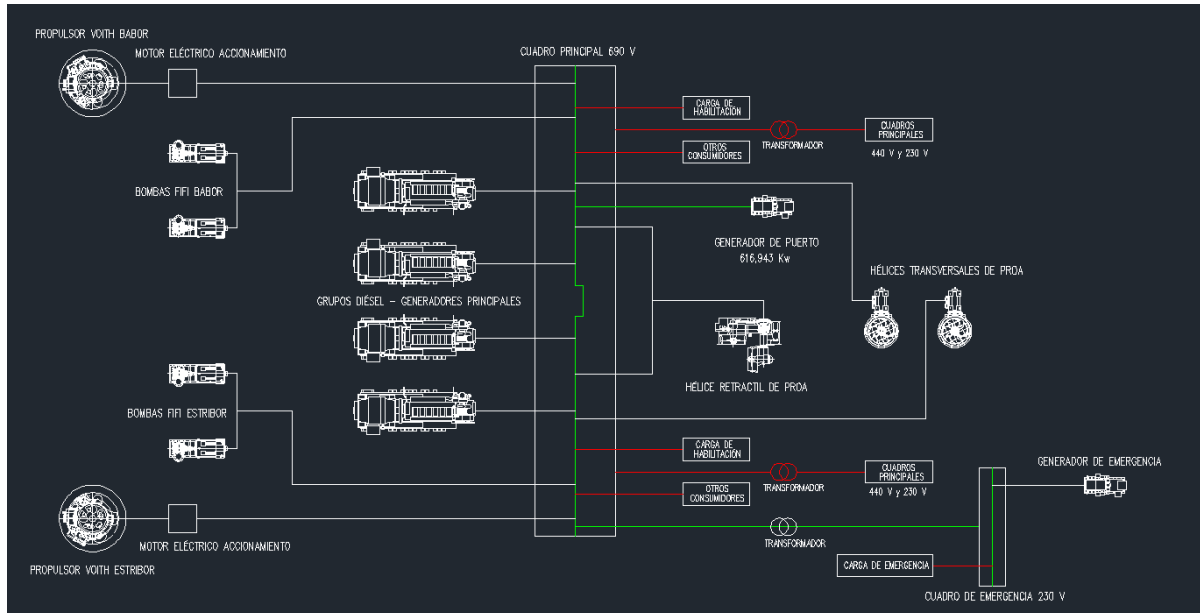 PROPULSOR VOITH BABOR
MOTOR ELÉCTRICO ACCIONAMIENTO
CUADRO PRINCIPAL 690 V
CARGA DE
HABILITACIÓN
CUADROS
PRINCIPALES
TRANSFORMADOR
OTROS
CONSUMIDORES
440 V y 230 V
BOMBAS FIFI BABOR
GENERADOR DE PUERTO
616,943 Kw
HÉLICES TRANSVERSALES DE PROA
GRUPOS DIÉSEL - GENERADORES PRINCIPALES
HÉLICE RETRACTIL DE PROA
BOMBAS FIFI ESTRIBOR
CARGA DE
HABILITACIÓN
GENERADOR DE EMERGENCIA
CUADROS
PRINCIPALES
TRANSFORMADOR
OTROS
CONSUMIDORES
440 V y 230 V
MOTOR ELÉCTRICO ACCIONAMIENTO
TRANSFORMADOR
PROPULSOR VOITH ESTRIBOR
CARGA DE EMERGENCIA
CUADRO DE EMERGENCIA 230 V